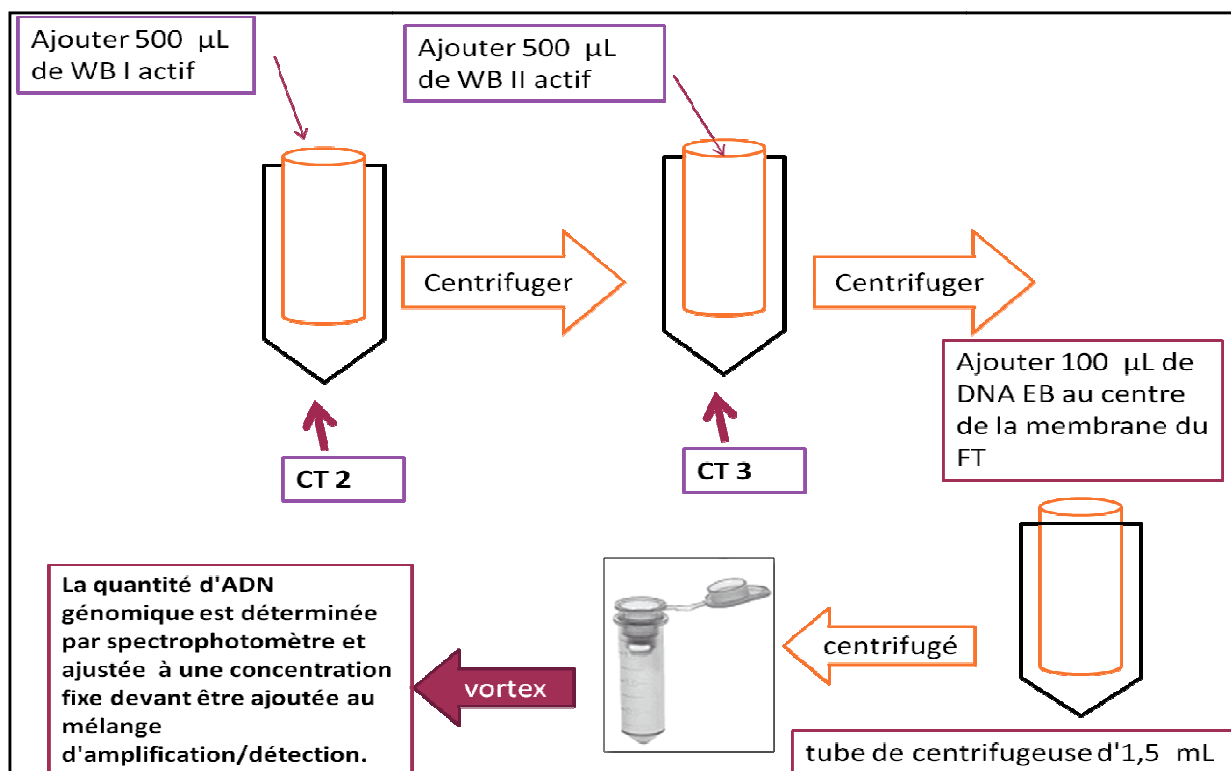 Ajouter 500 µL
de WB I actif
Ajouter 500 µL
de WB II actif
Centrifuger
Centrifuger
CT 2
CT 3
Ajouter 100 µL de
DNA EB au centre
de la membrane du
FT
tube de centrifugeuse d'1,5 mL
centrifugé
vortex
La quantité d'ADN
génomique est déterminée
par spectrophotomètre et
ajustée à une concentration
fixe devant être ajoutée au
mélange
d'amplification/détection.